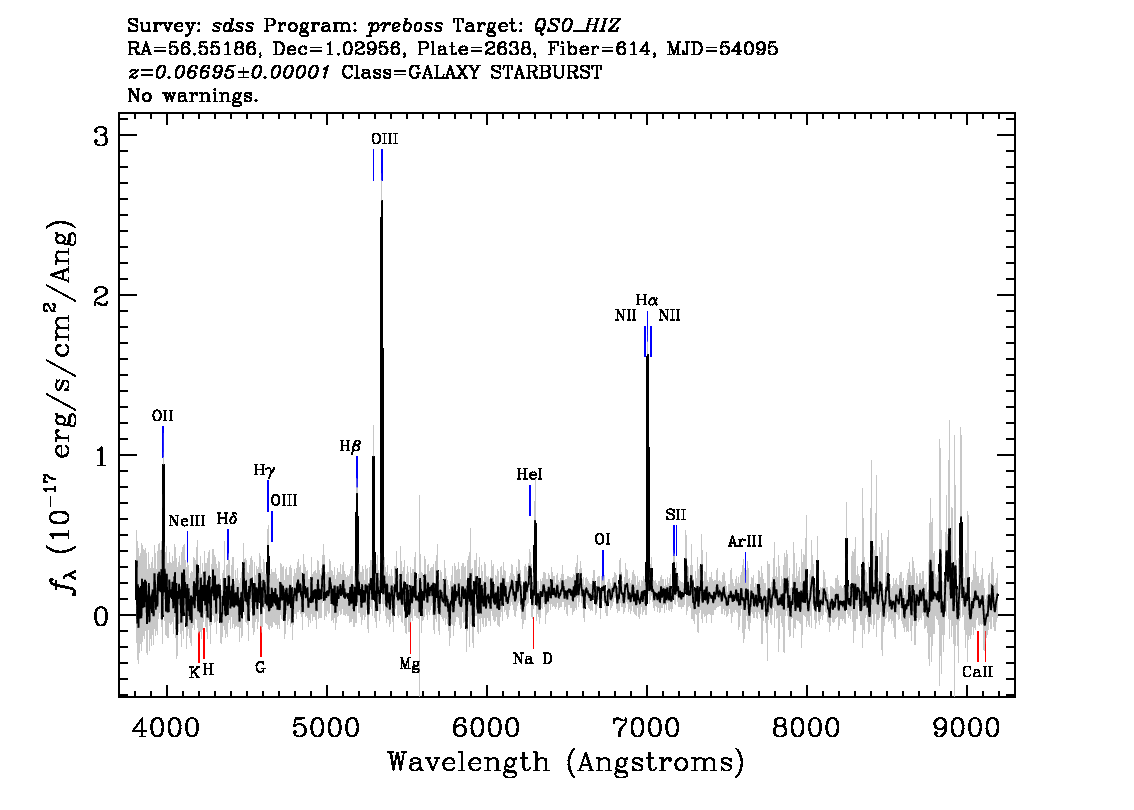 Survey: sdss Program: preboss Target: QSO_HIZ
RA=56.55186, Dec=1.02956, Plate=2638, Fiber=614, MJD=54095
z=0.06695±0.00001 Class=GALAXY STARBURST
No warnings.
3
OIII
2
Hα
NII NII
OII
1
Hβ
Hγ
HeI
OIII
NeIII Hδ
SII
OI
ArIII
0
K H
G
Mg
Na D
CaII
f_λ (10^-17 erg/s/cm^2/Ang)
4000 5000 6000 7000 8000 9000
Wavelength (Angstroms)